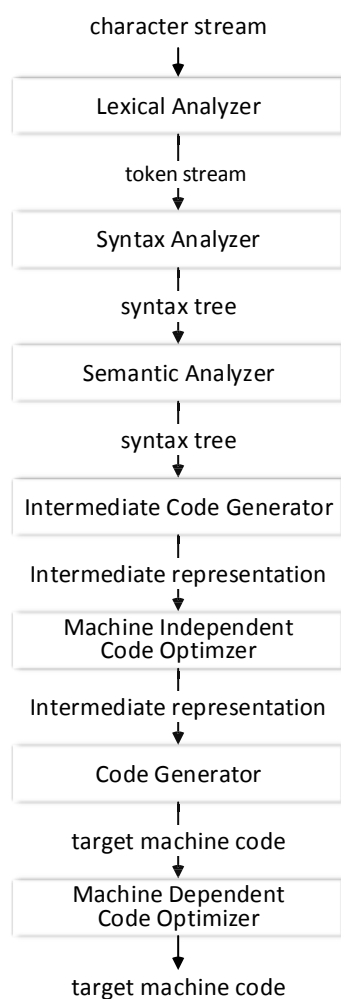 character stream
Lexical Analyzer
token stream
Syntax Analyzer
syntax tree
Semantic Analyzer
syntax tree
Intermediate Code Generator
Intermediate representation
Machine Independent
Code Optimzer
Intermediate representation
Code Generator
target machine code
Machine Dependent
Code Optimizer
target machine code